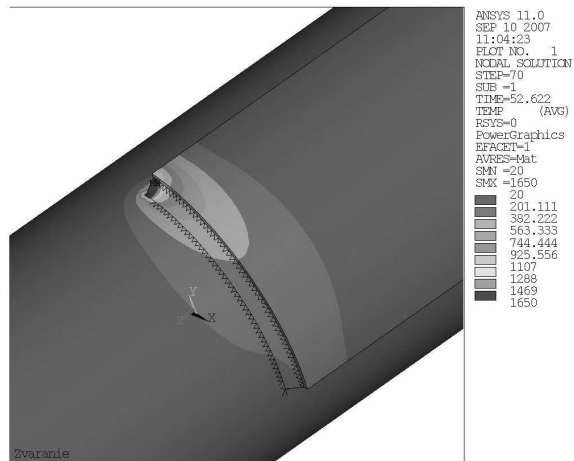 ANSYS 11.0
SEP 10 2007
11:04:23
PLOT NO. 1
NODAL SOLUTION
STEP=70
SUB =1
TIME=52.622
TEMP (AVG)
RSYS=0
PowerGraphics
EFACET=1
AVRES=Mat
SMN =20
SMX =1650
20
201.111
382.222
563.333
744.444
925.556
1107
1288
1469
1650
Y
Z X
Zvaranie